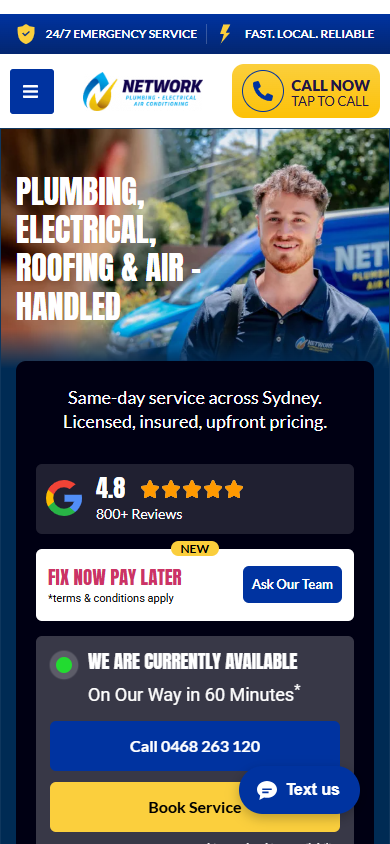 24/7 EMERGENCY SERVICE
FAST. LOCAL. RELIABLE
NETWORK
PLUMBING - ELECTRICAL
AIR CONDITIONING
CALL NOW
TAP TO CALL
PLUMBING,
ELECTRICAL,
ROOFING & AIR -
HANDLED
NET
Same-day service across Sydney.
Licensed, insured, upfront pricing.
4.8
800+ Reviews
NEW
FIX NOW PAY LATER
*terms & conditions apply
Ask Our Team
WE ARE CURRENTLY AVAILABLE
On Our Way in 60 Minutes*
Call 0468 263 120
Book Service
Text us